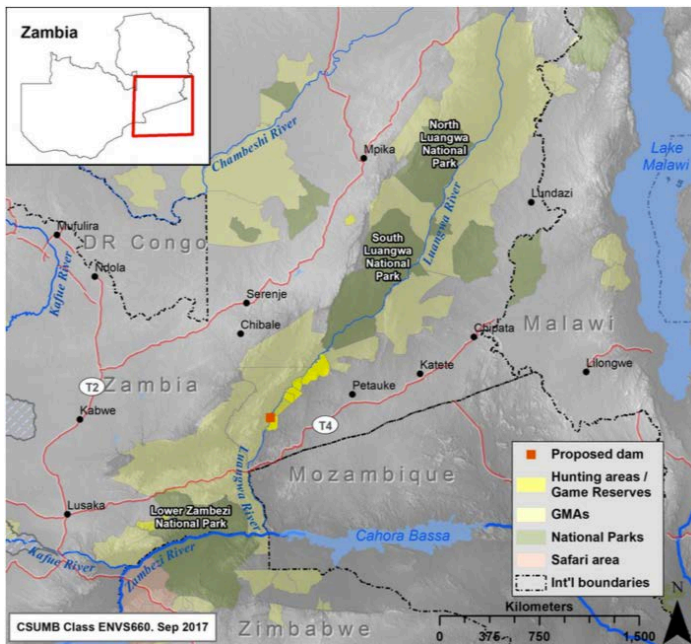 Zambia
North
Luangwa
National
Park
Chambeshi River
Mpika
Lake
Malawi
Lundazi
Luangwa River
Mufulira
DR Congo
South
Luangwa
National
Park
Kafue River
Ndola
Serenje
Chibale
Chipata
Malawi
Katete
Lilongwe
T2
Zambia
Petauke
Kabwe
T4
Luangwa River
Mozambique
Lusaka
Lower Zambezi
National Park
Kafue River
Zambezi River
Cahora Bassa
Zimbabwe
Proposed dam
Hunting areas /
Game Reserves
GMAs
National Parks
Safari area
Int'l boundaries
N
Kilometers
0 375 750 1,500
CSUMB Class ENVS660. Sep 2017